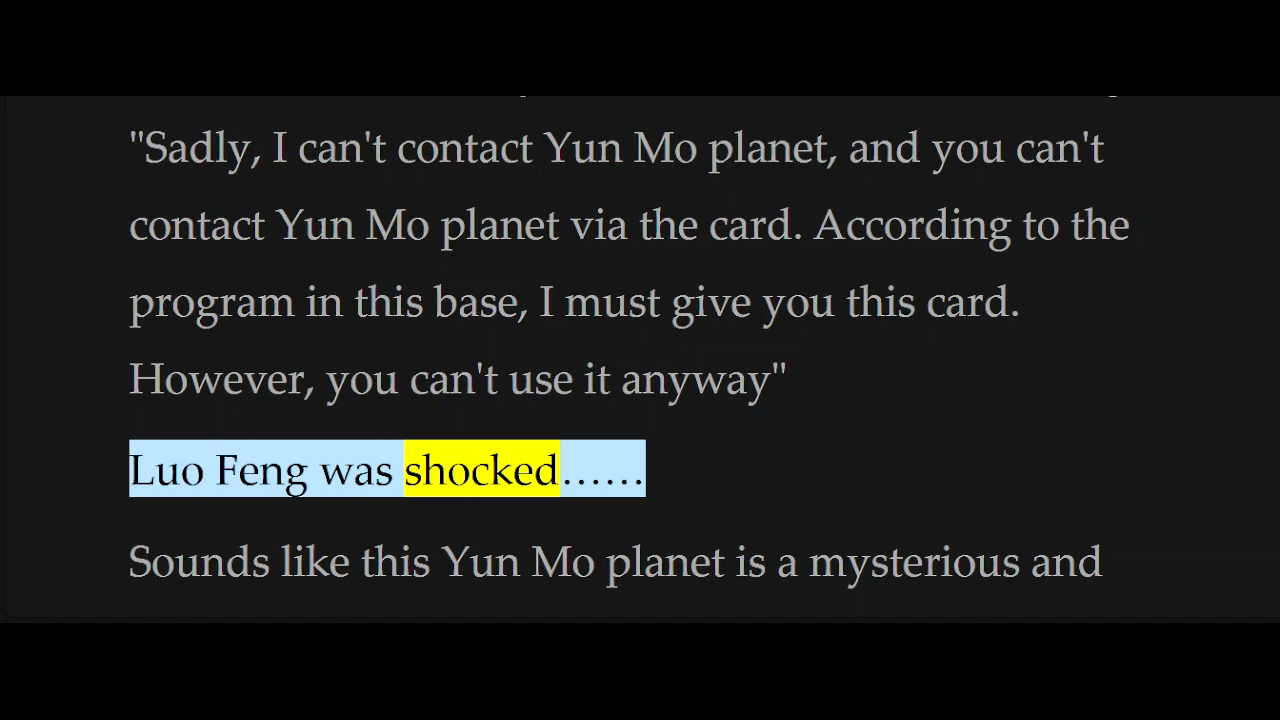 "Sadly, I can't contact Yun Mo planet, and you can't
contact Yun Mo planet via the card. According to the
program in this base, I must give you this card.
However, you can't use it anyway"
Luo Feng was shocked......
Sounds like this Yun Mo planet is a mysterious and